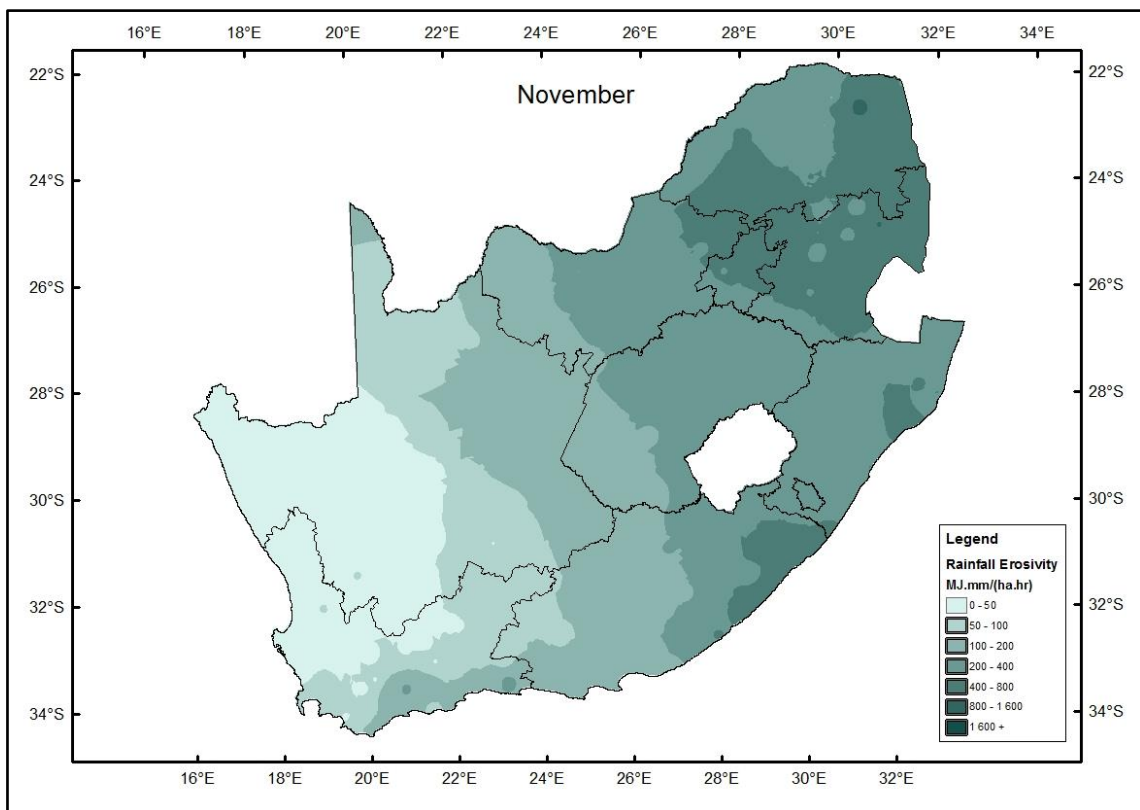 16°E 18°E 20°E 22°E 24°E 26°E 28°E 30°E 32°E 34°E
22°S 22°S
November
24°S 24°S
26°S 26°S
28°S 28°S
30°S 30°S
Legend
Rainfall Erosivity
MJ.mm/(ha.hr)
0 - 50
50 - 100
100 - 200
200 - 400
400 - 800
800 - 1 600
1 600 +
32°S 32°S
34°S 34°S
16°E 18°E 20°E 22°E 24°E 26°E 28°E 30°E 32°E